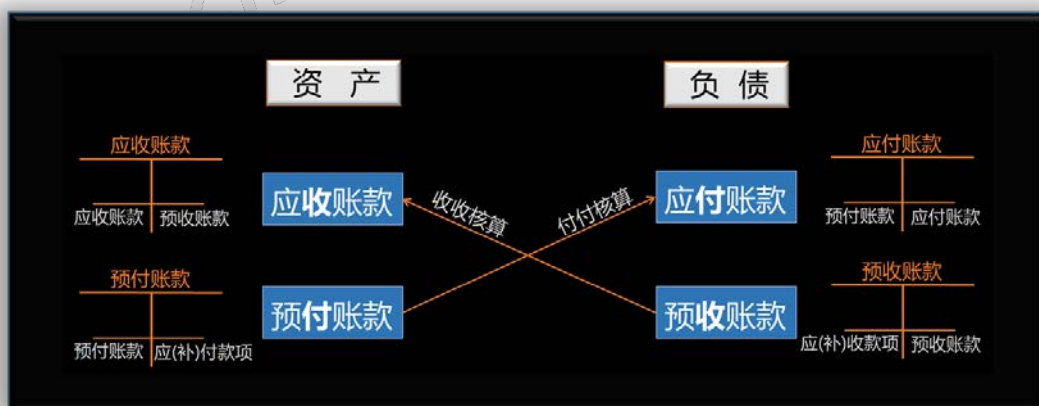 资 产
负 债
应收账款
应收账款
预收账款
应收账款
收收核算
付付核算
应付账款
应付账款
预付账款
应付账款
预付账款
预付账款
应(补)付款项
预付账款
预收账款
预收账款
应(补)收款项
预收账款